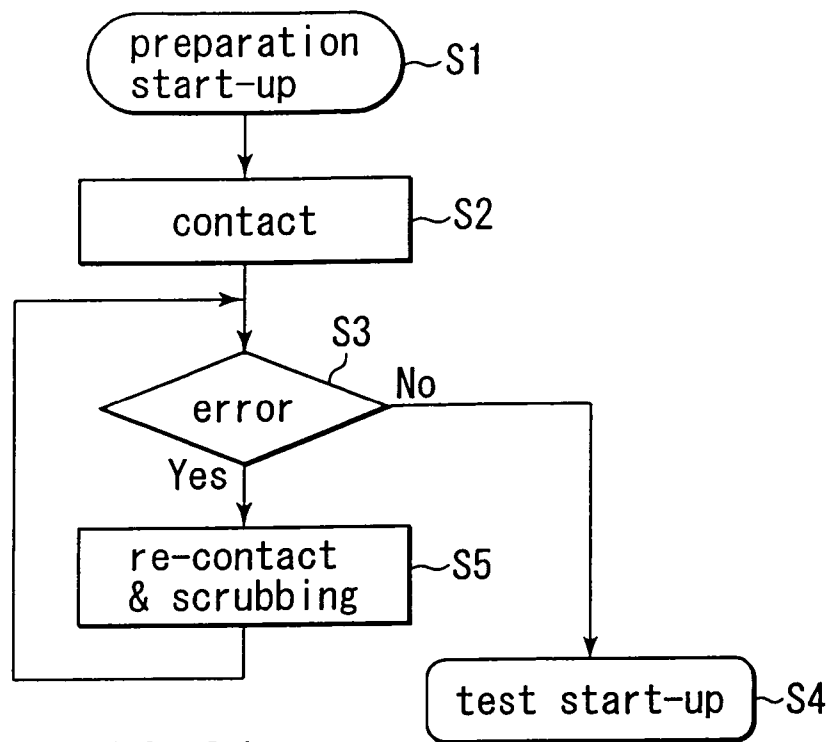 preparation
start-up
S1
contact
S2
S3
error
No
Yes
re-contact
& scrubbing
S5
test start-up
S4